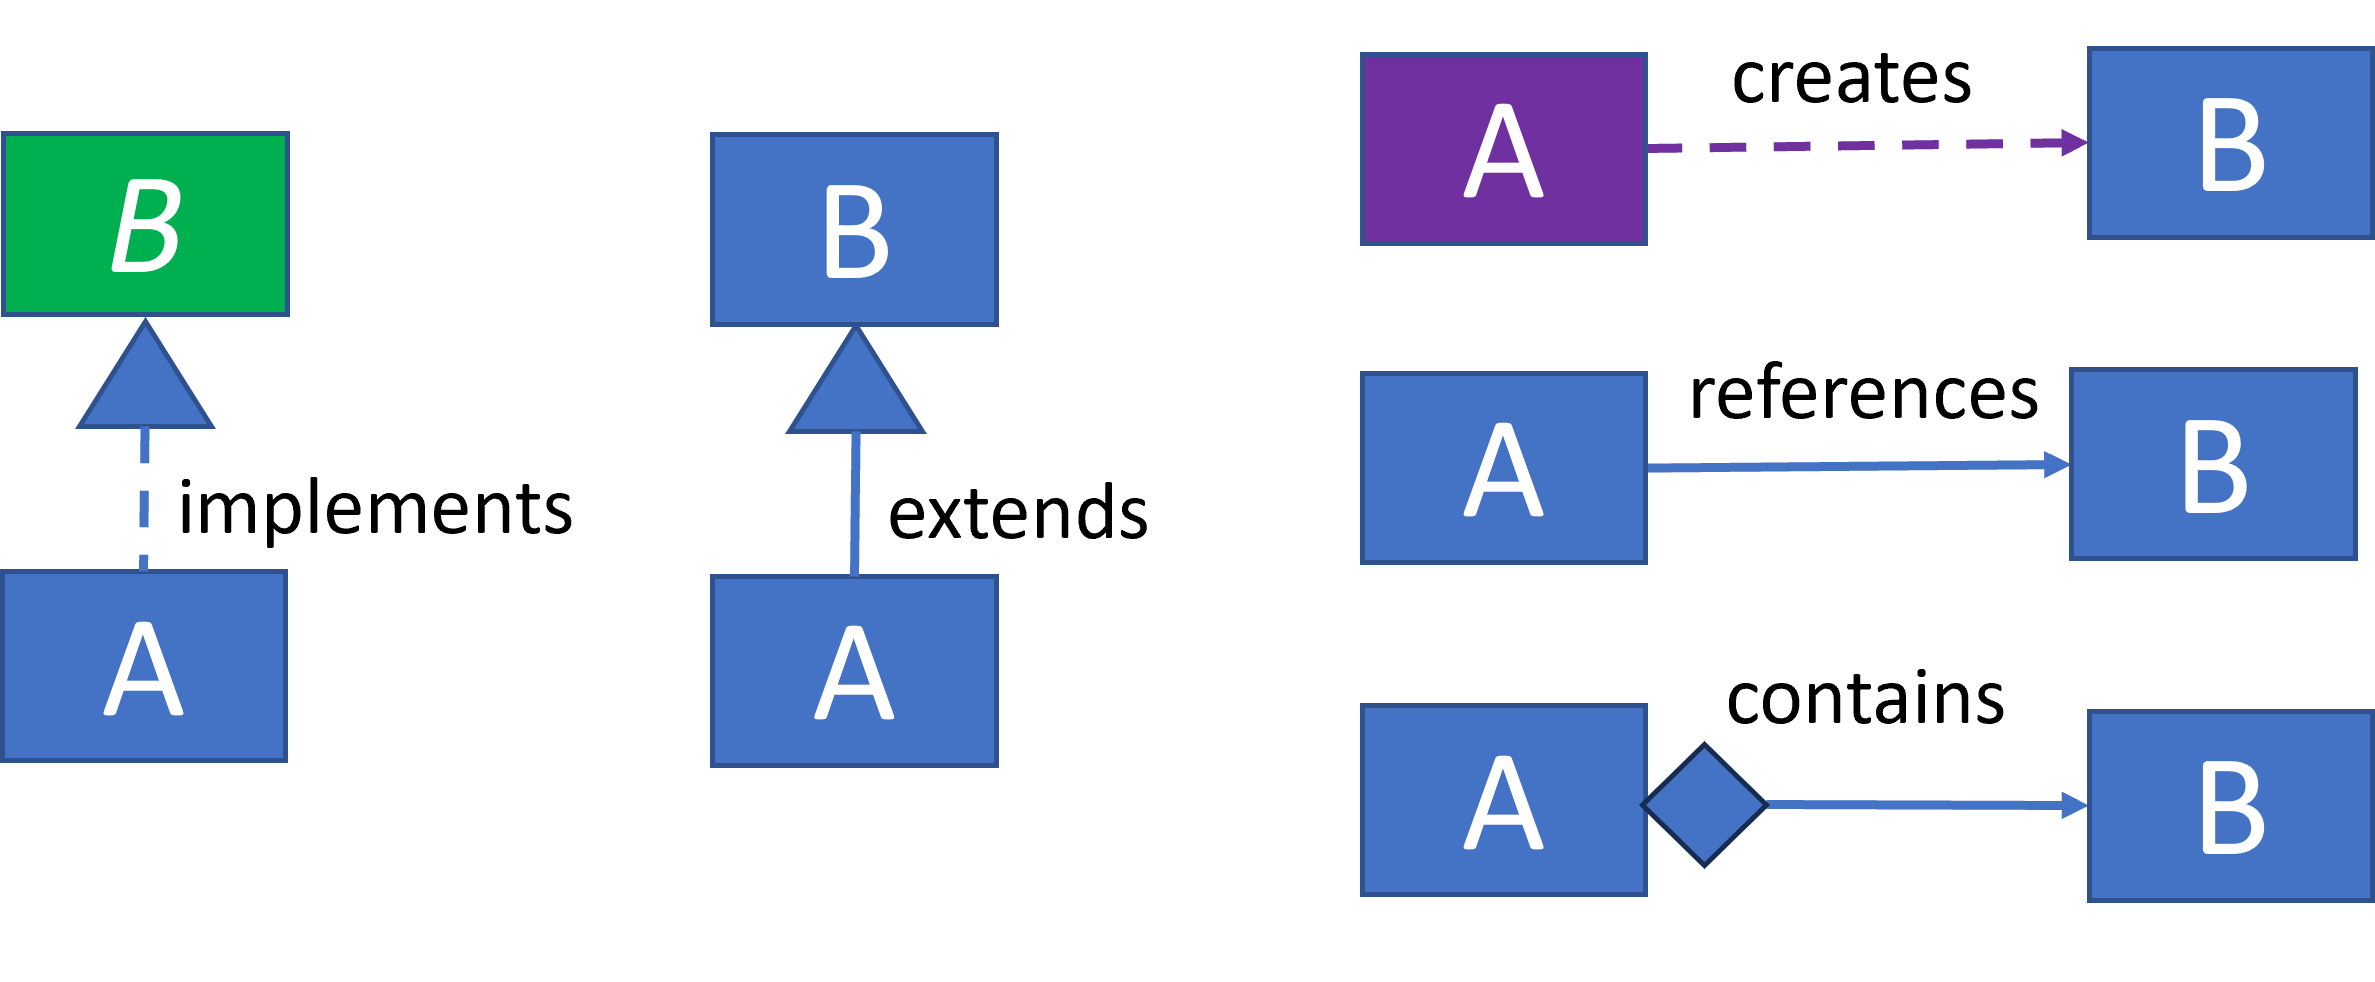 B
implements
A
B
extends
A
A
creates
B
A
references
B
A
contains
B